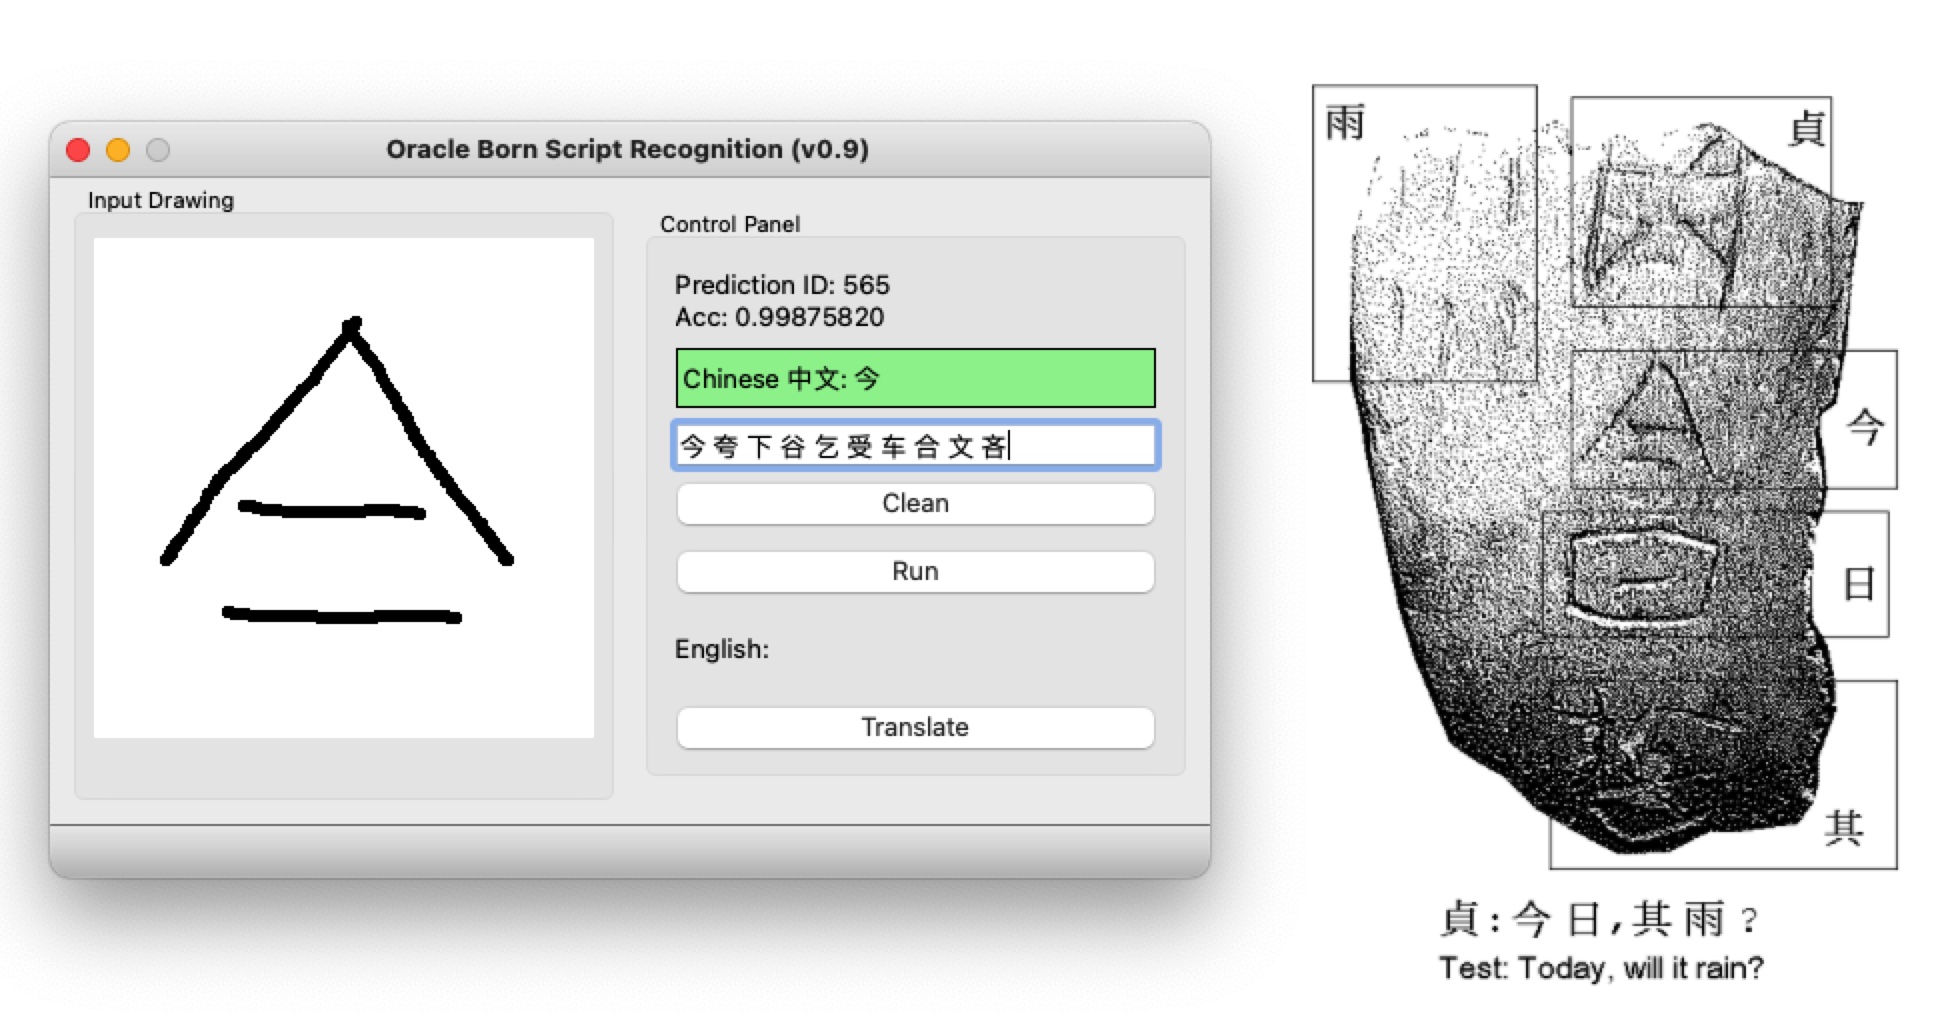 Oracle Born Script Recognition (v0.9)
Input Drawing
Control Panel
Prediction ID: 565
Acc: 0.99875820
Chinese 中文: 今
今 夸 下 谷 乞 受 车 合 文 吝
Clean
Run
English:
Translate
雨
貞
今
日
其
貞:今日,其雨?
Test: Today, will it rain?